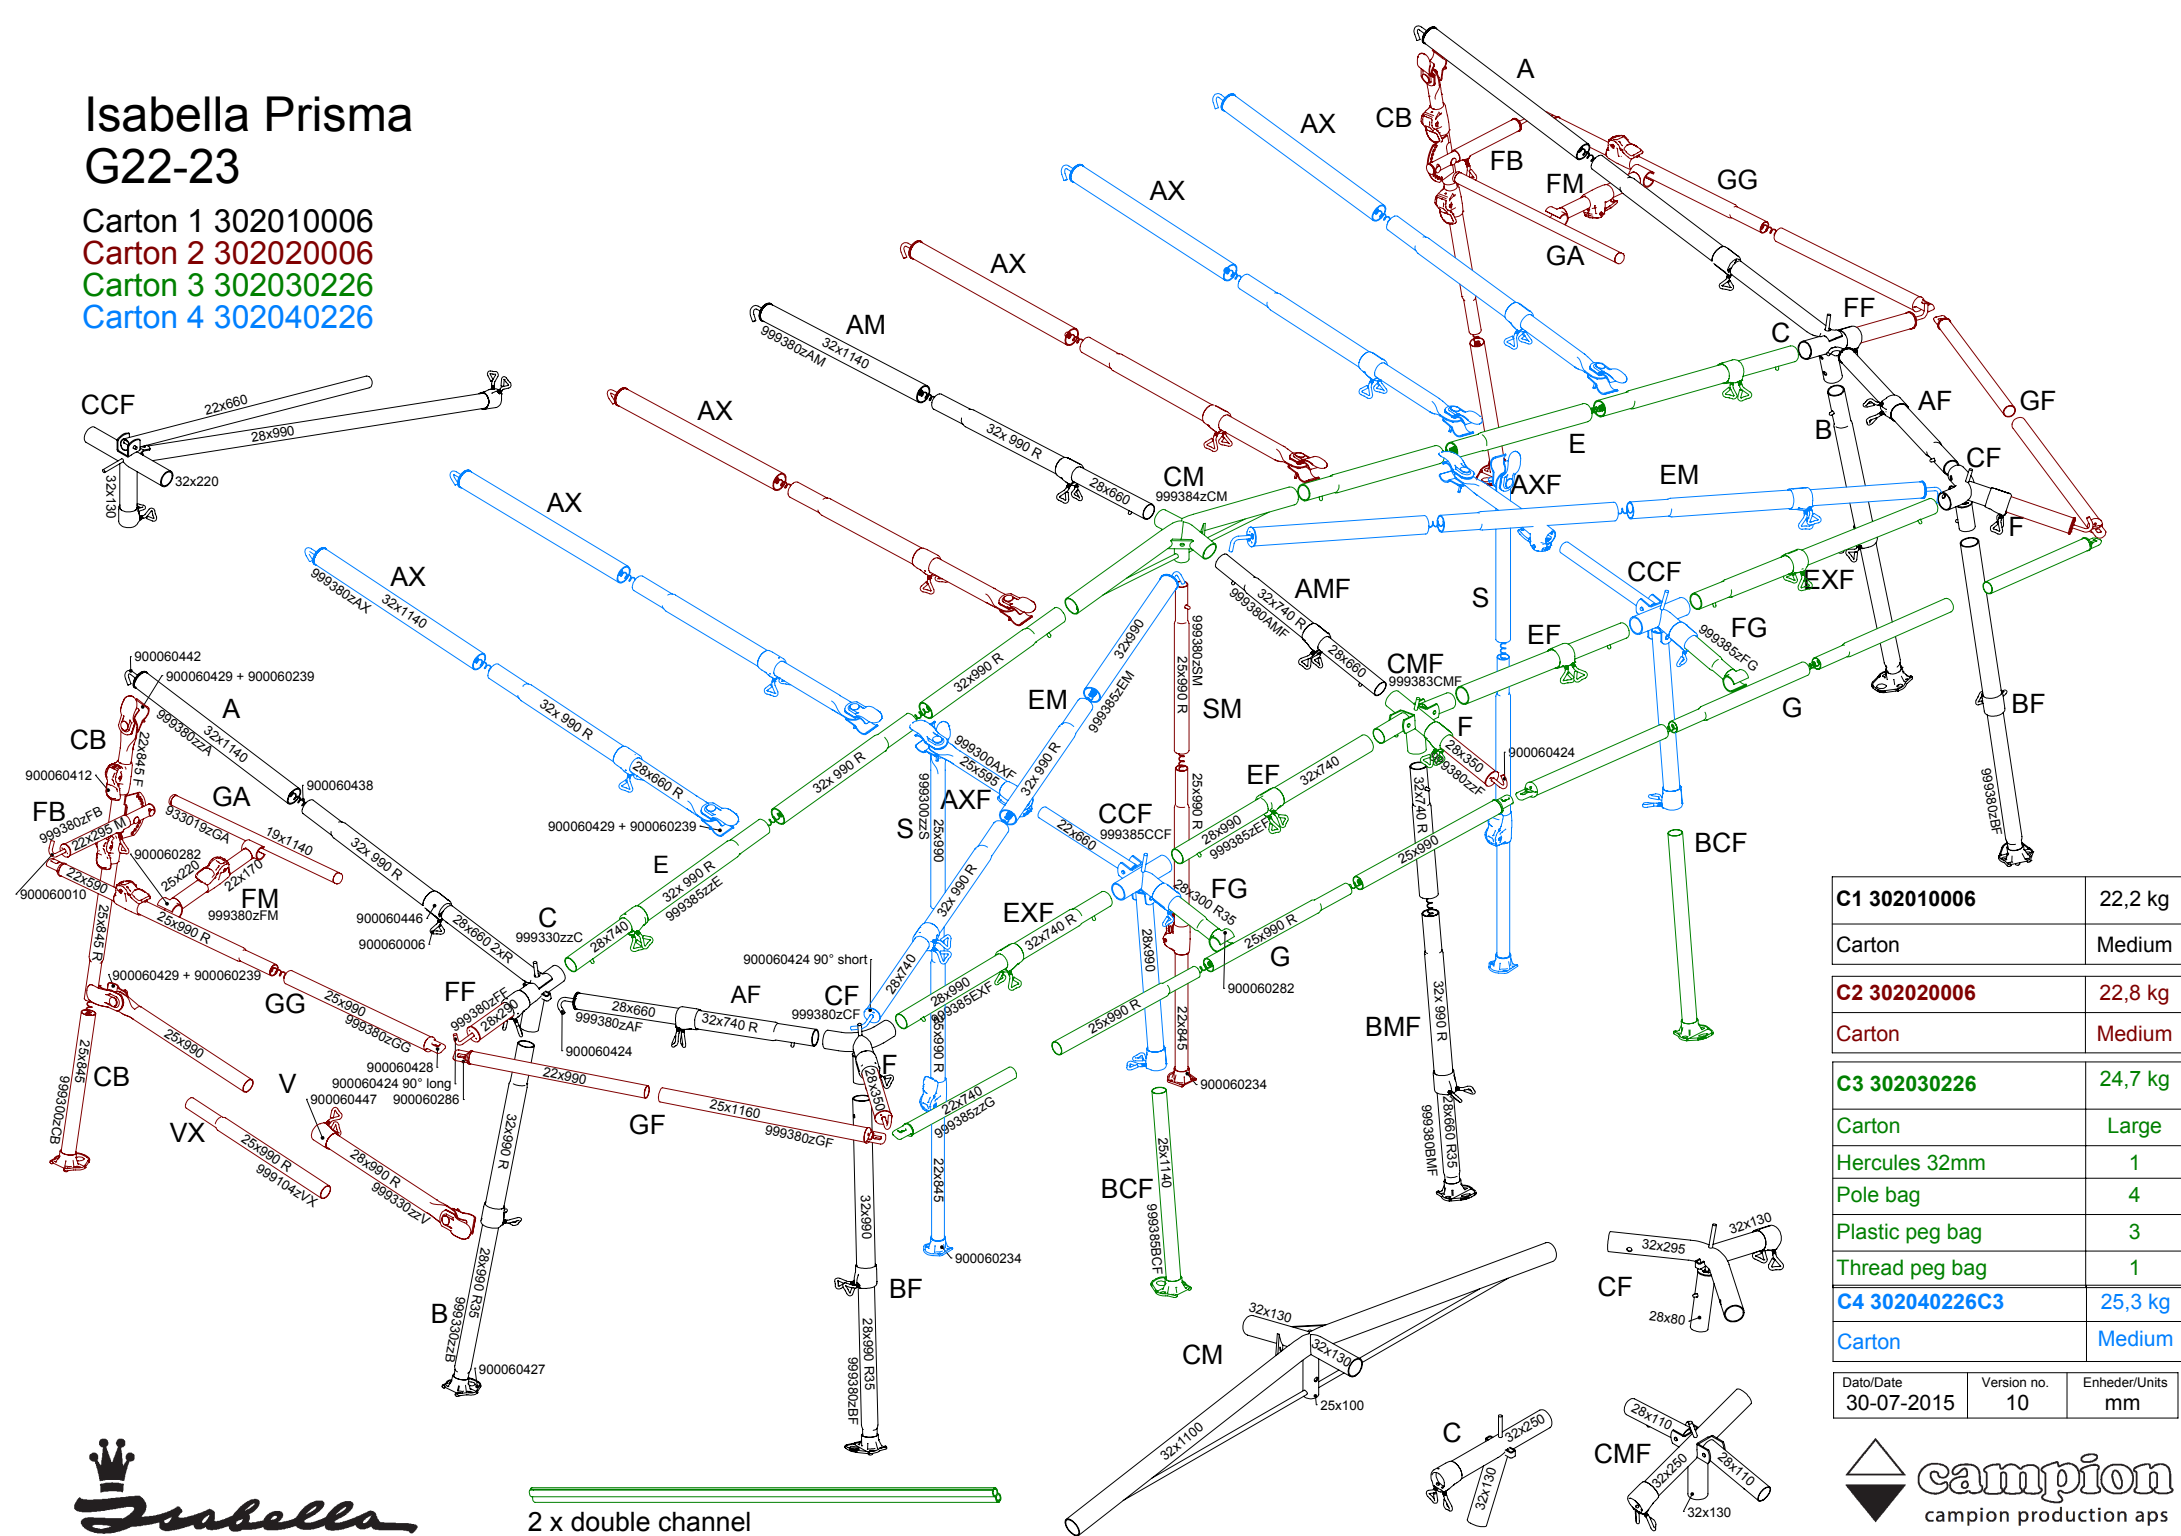 Isabella Prisma
G22-23
Carton 1 302010006
Carton 2 302020006
Carton 3 302030226
Carton 4 302040226
CCF
22x660
28x990
32x220
32x130
A
CB
FB
FM
GG
GA
FF
C
AX
AX
AX
AM
32x1140
999380zAM
32x 990 R
28x660
CM
999384zCM
E
AXF
EM
B
AF
GF
CF
F
AX
AX
AX
999380zAX
32x1140
32x 990 R
28x660 R
900060429 + 900060239
AMF
32x740 R
999380AMF
28x660
CMF
999383CMF
EF
CCF
FG
999385zFG
EXF
S
G
BF
999380zBF
BCF
900060442
900060429 + 900060239
A
999380zzA
32x1140
CB
22x845 F
900060412
900060438
FB
999380zFB
22x295 M
GA
933019zGA
19x1140
900060282
25x220
22x170
FM
999380zFM
900060010
22x590
25x990 R
25x845 R
32x 990 R
900060446
900060006
28x660 2xR
900060429 + 900060239
GG
25x990
999380zGG
25x990
CB
25x845
999300zCB
C
999330zzC
FF
999380zFF
28x290
900060428
900060424 90° long
900060286
V
900060447
VX
25x990 R
999104zVX
28x990 R
999330zzV
E
28x740
32x 990 R
999385zzE
32x 990 R
32x990 R
AF
28x660
999380zAF
32x740 R
900060424
GF
22x990
25x1160
999380zGF
CF
999380zCF
900060424 90° short
F
28x350
B
32x990 R
28x990 R35
999330zzB
900060427
BF
32x990
28x990 R35
999380zBF
AXF
999300AXF
25x595
S
999300zzS
25x990
25x990 R
22x845
900060234
EM
32x990
999385zEM
32x 990 R
32x 990 R
28x740
SM
999380zSM
25x990 R
25x990 R
22x845
900060234
CCF
999385CCF
22x660
28x990
FG
28x300 R35
900060282
EXF
28x990
999385EXF
32x740 R
EF
28x990
999385zEF
32x740
F
28x350
999380zzF
900060424
G
22x740
999385zzG
25x990 R
25x990 R
25x990
BCF
25x1140
999385BCF
BMF
32x740 R
32x 990 R
28x660 R35
999380BMF
C1 302010006 22,2 kg
Carton Medium
C2 302020006 22,8 kg
Carton Medium
C3 302030226 24,7 kg
Carton Large
Hercules 32mm 1
Pole bag 4
Plastic peg bag 3
Thread peg bag 1
C4 302040226C3 25,3 kg
Carton Medium
Dato/Date Version no. Enheder/Units
30-07-2015 10 mm
CM
32x130
32x130
25x100
32x1100
CF
32x295
32x130
28x80
C
32x250
32x130
CMF
28x110
32x250
28x110
32x130
Isabella
2 x double channel
campion
campion production aps